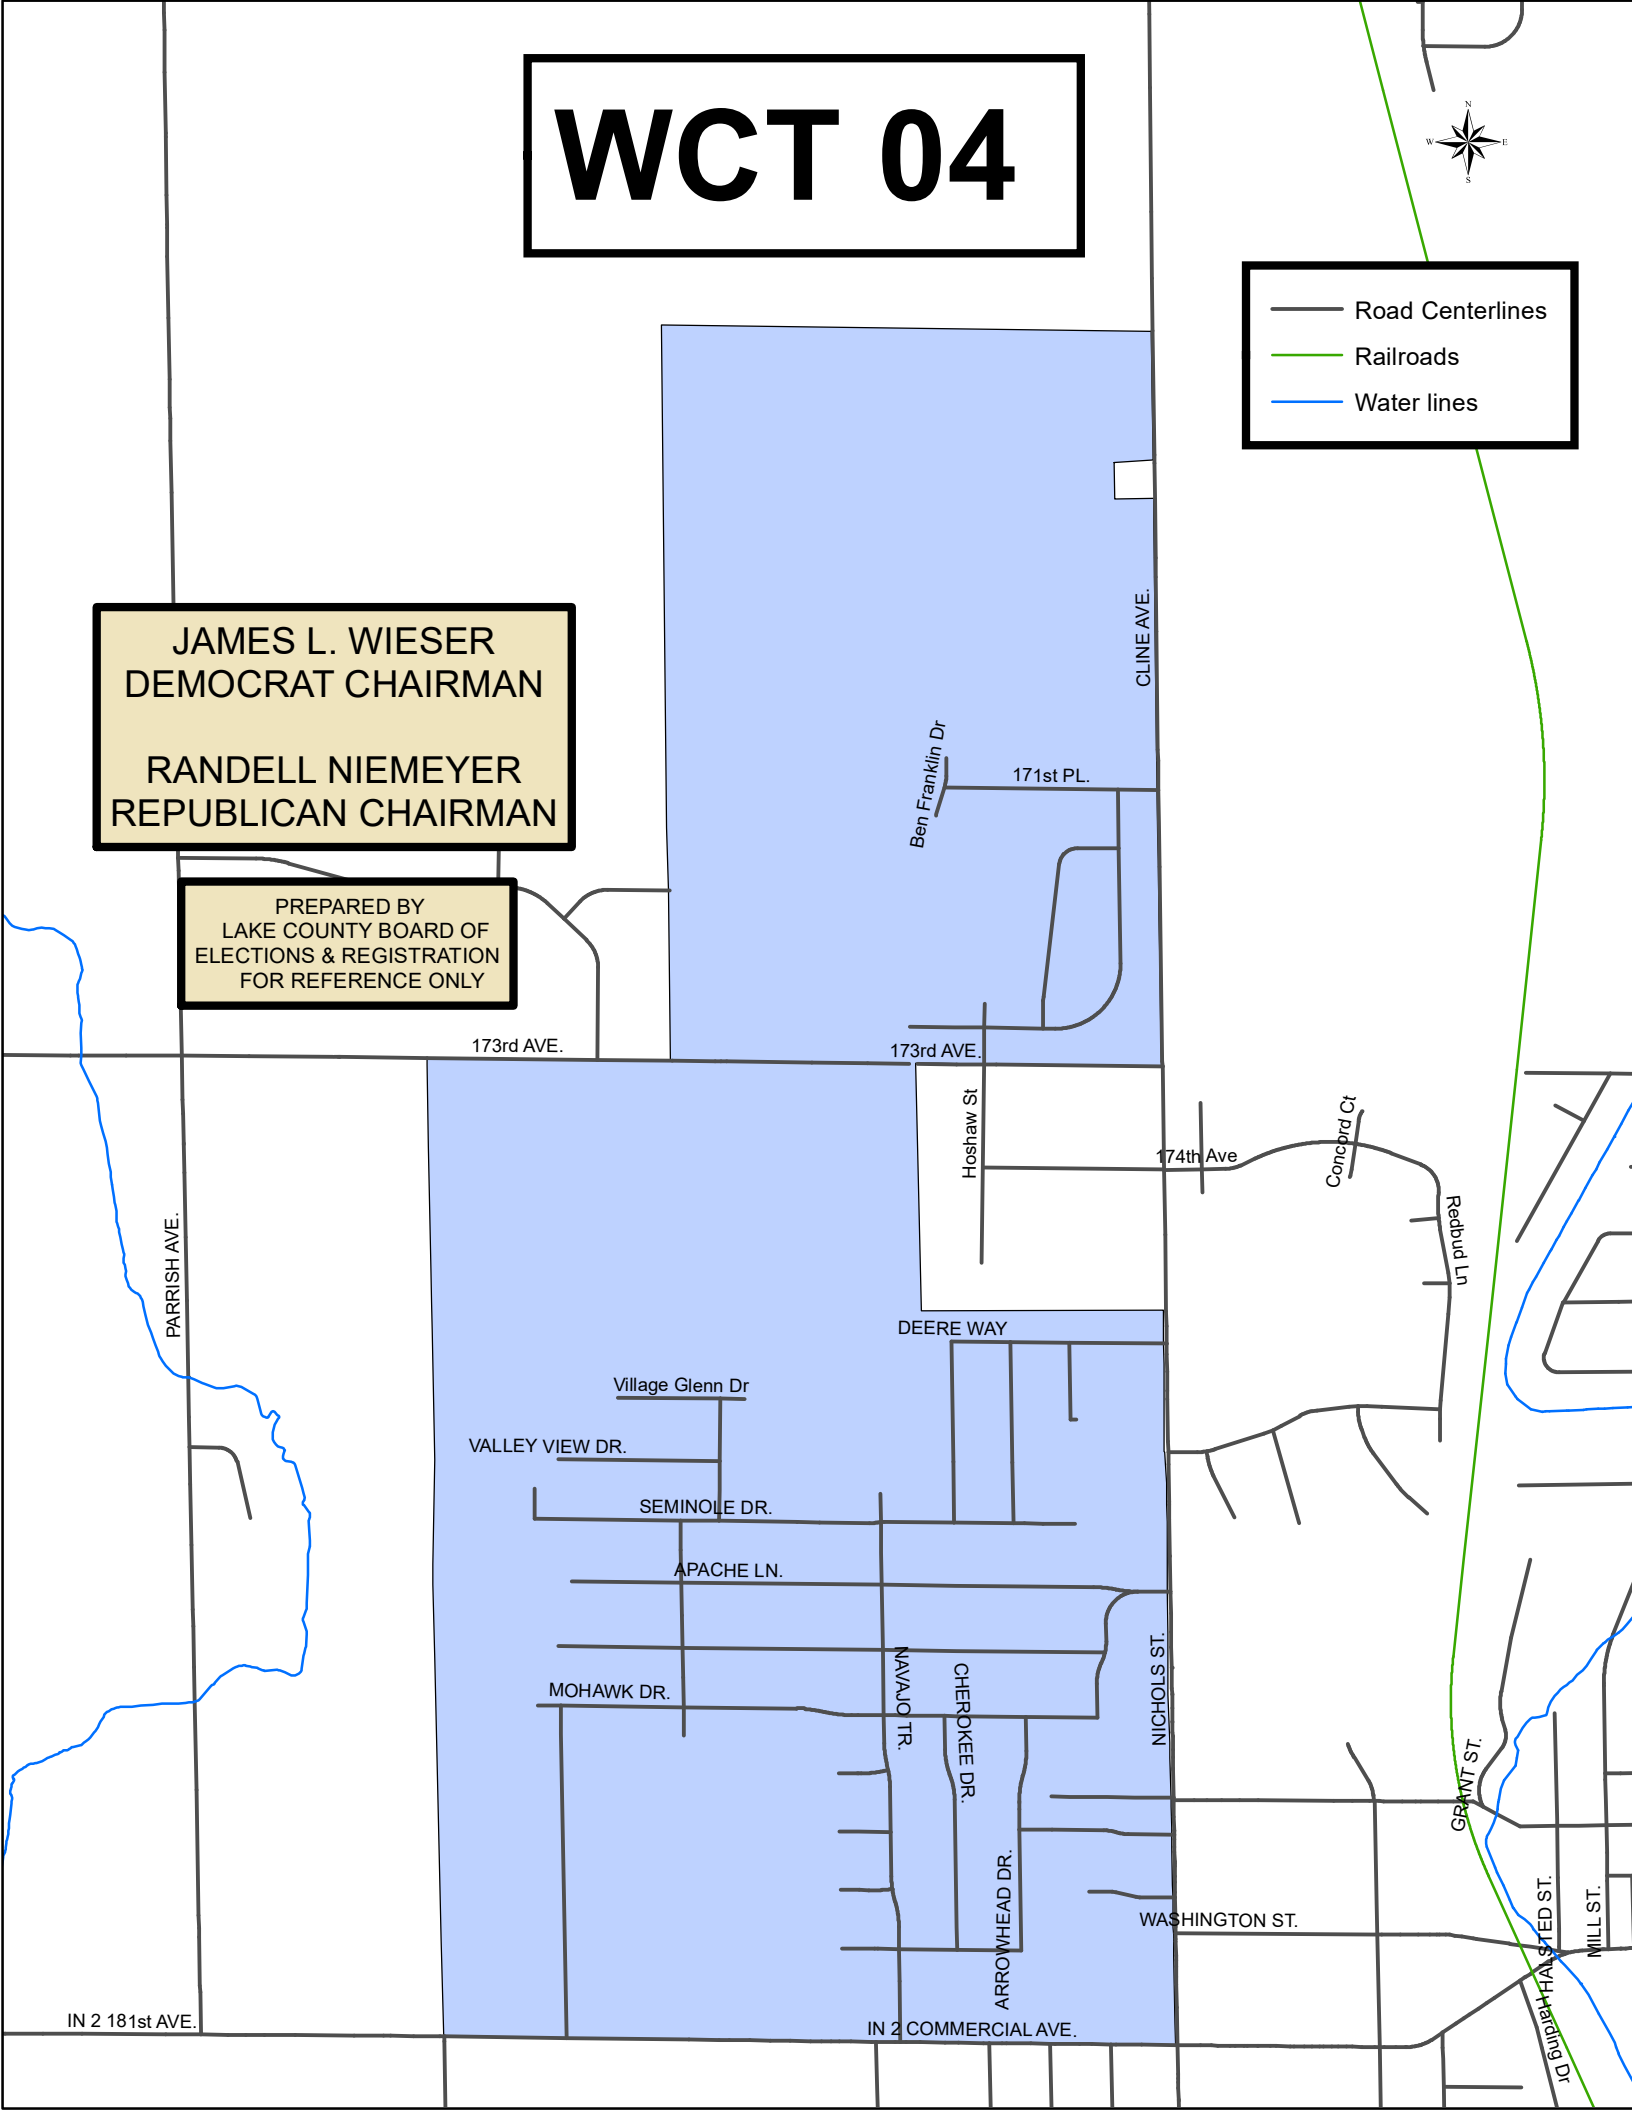 WCT 04
N
W
E
S
Road Centerlines
Railroads
Water lines
JAMES L. WIESER
DEMOCRAT CHAIRMAN
RANDELL NIEMEYER
REPUBLICAN CHAIRMAN
PREPARED BY
LAKE COUNTY BOARD OF
ELECTIONS & REGISTRATION
FOR REFERENCE ONLY
CLINE AVE.
Ben Franklin Dr
171st PL.
173rd AVE.
173rd AVE.
Hoshaw St
174th Ave
Concord Ct
Redbud Ln
PARRISH AVE.
DEERE WAY
Village Glenn Dr
VALLEY VIEW DR.
SEMINOLE DR.
APACHE LN.
NAVAJO TR.
CHEROKEE DR.
NICHOLS ST.
MOHAWK DR.
GRANT ST.
ARROWHEAD DR.
WASHINGTON ST.
HALSTED ST.
MILL ST.
Harding Dr
IN 2 181st AVE.
IN 2 COMMERCIAL AVE.